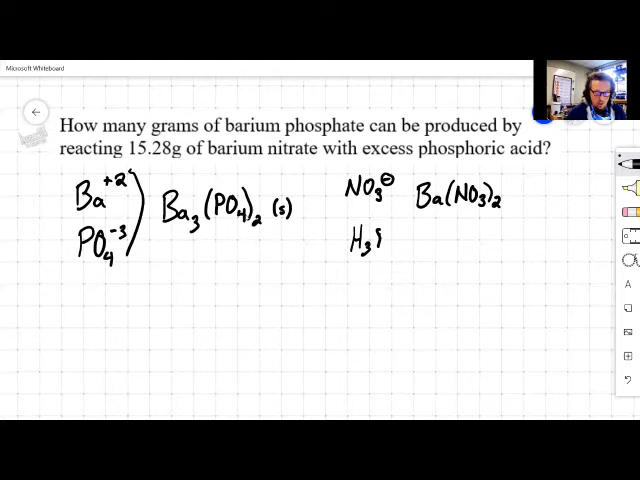 Microsoft Whiteboard
How many grams of barium phosphate can be produced by
reacting 15.28g of barium nitrate with excess phosphoric acid?
Ba⁺² NO₃⊖ Ba(NO₃)₂
Ba₃(PO₄)₂ (s)
PO₄⁻³ H₃
A